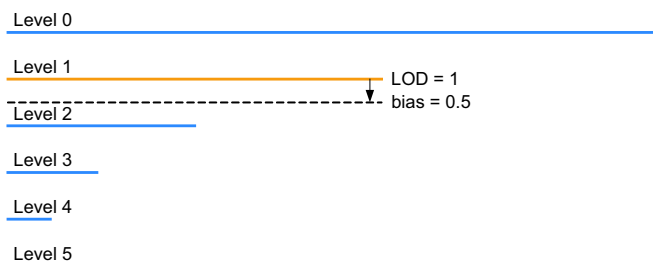 Level 0
Level 1
LOD = 1
bias = 0.5
Level 2
Level 3
Level 4
Level 5